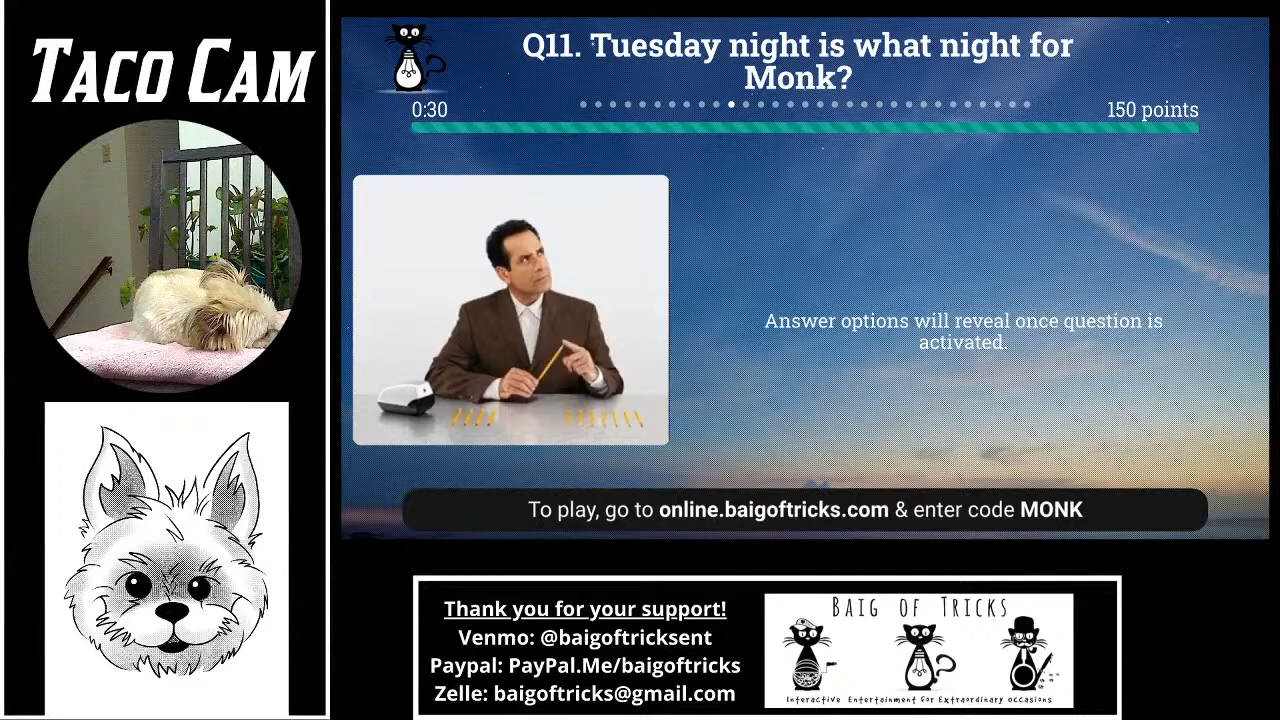 TACO CAM
Q11. Tuesday night is what night for
Monk?
0:30
150 points
Answer options will reveal once question is
activated.
To play, go to online.baigoftricks.com & enter code MONK
Thank you for your support!
Venmo: @baigoftricksent
Paypal: PayPal.Me/baigoftricks
Zelle: baigoftricks@gmail.com
BAIG OF TRICKS
Interactive Entertainment for Extraordinary occasions